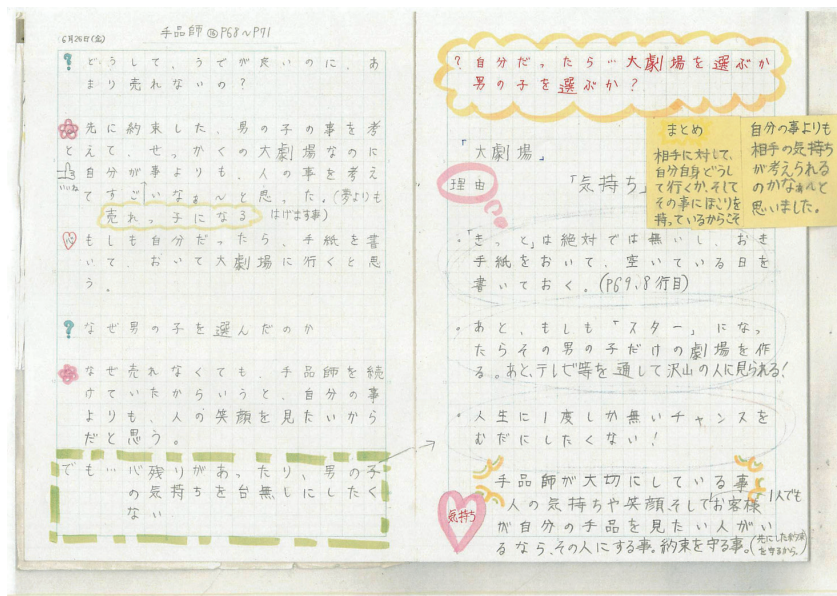 6月26日(金)
手品師⑯P68〜P71
? どうして、うでが良いのに、あ
まり売れないの?
先に約束した、男の子の事を考
とえて、せっかくの大劇場なのに
自分が事よりも、人の事を考え
いいね
てすごいなぁ〜と思った。(夢よりも
売れっ子になる はげます事)
もしも自分だったら、手紙を書
いて、おいて大劇場に行くと思
う。
? なぜ男の子を選んだのか
なぜ売れなくても、手品師を続
けていたからいうと、自分の事
よりも、人の笑顔を見たいから
だと思う。
でも…心残りがあったり、男の子
の気持ちを台無しにしたく
ない
? 自分だったら…大劇場を選ぶか
男の子を選ぶか?
「大劇場」
理由
「気持ち」
まとめ
相手に対して、
自分自身どうし
て行くか、そして
その事にほこりを
持っているからこそ
自分の事よりも
相手の気持ち
が考えられる
のかなぁ〜と
思いました。
・「きっと」は絶対では無いし、おき
手紙をおいて、空いている日を
書いておく。(P69、8行目)
・あと、もしも「スター」になっ
たらその男の子だけの劇場を作
る。あと、テレビ等を通して沢山の人に見られる!
・人生に1度しか無いチャンスを
むだにしたくない!
気持ち
手品師が大切にしている事
人の気持ちや笑顔、そしてお客様
1人でも
が自分の手品を見たい人がい
るなら、その人にする事。約束を守る事。(先にした約束
を守るから。)